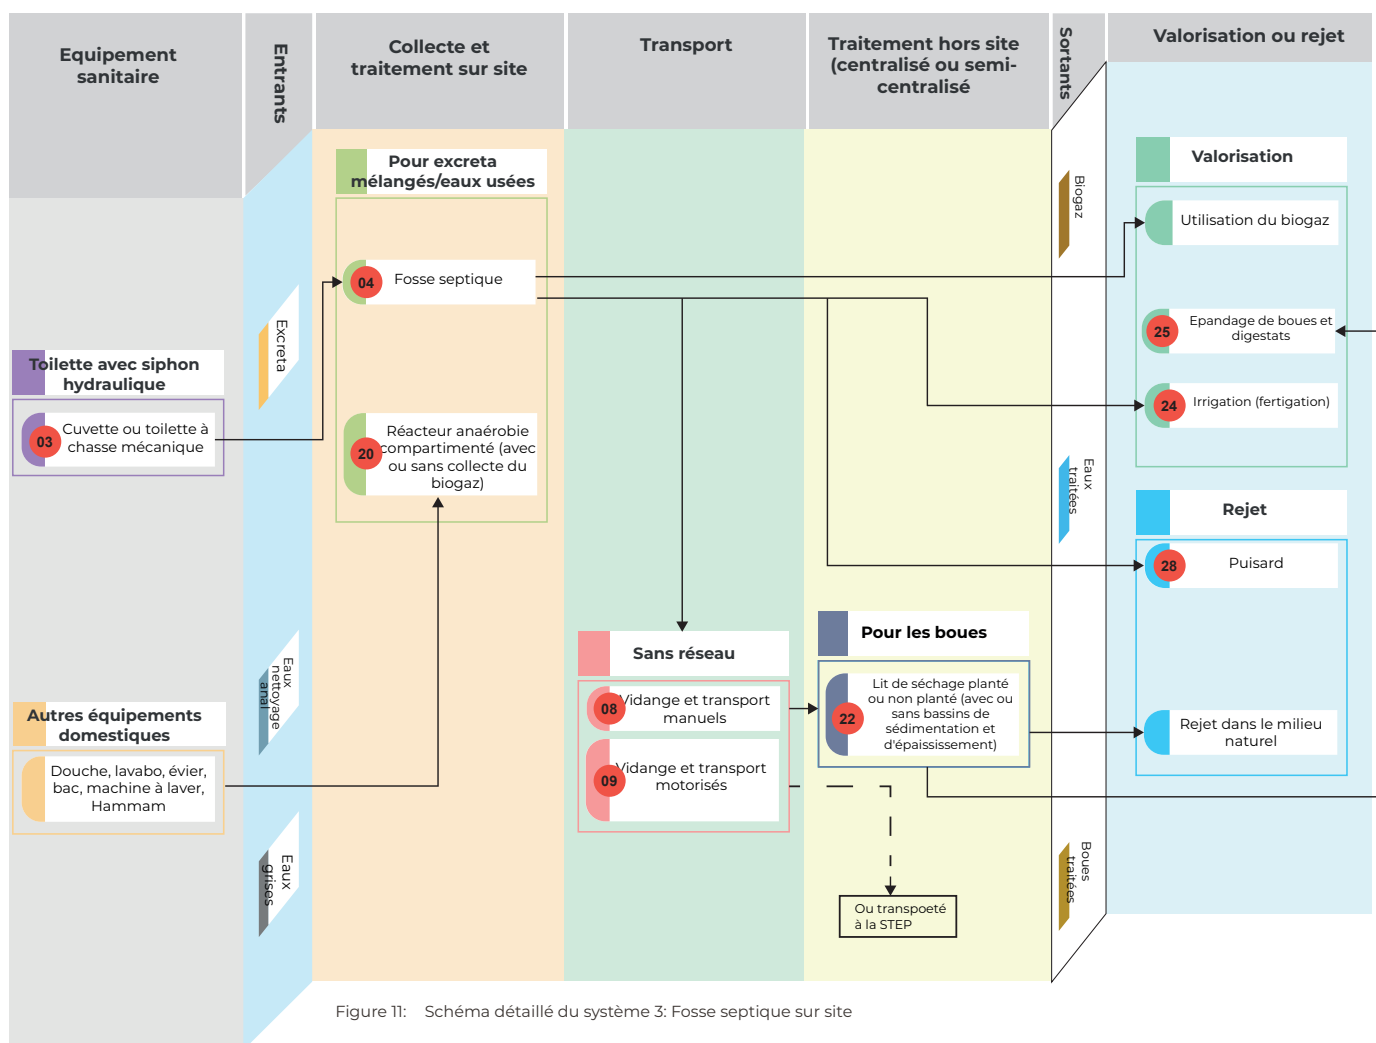 Equipement
sanitaire
Entrants
Collecte et
traitement sur site
Transport
Traitement hors site
(centralisé ou semi-
centralisé
Sortants
Valorisation ou rejet
Toilette avec siphon
hydraulique
03
Cuvette ou toilette à
chasse mécanique
Autres équipements
domestiques
Douche, lavabo, évier,
bac, machine à laver,
Hammam
Excreta
Eaux
nettoyage
anal
Eaux
grises
Pour excreta
mélangés/eaux usées
04
Fosse septique
20
Réacteur anaérobie
compartimenté (avec
ou sans collecte du
biogaz)
Sans réseau
08
Vidange et transport
manuels
09
Vidange et transport
motorisés
Pour les boues
22
Lit de séchage planté
ou non planté (avec ou
sans bassins de
sédimentation et
d'épaississement)
Ou transpoeté
à la STEP
Biogaz
Eaux
traitées
Boues
traitées
Valorisation
Utilisation du biogaz
25
Epandage de boues et
digestats
24
Irrigation (fertigation)
Rejet
28
Puisard
Rejet dans le milieu
naturel
Figure 11: Schéma détaillé du système 3: Fosse septique sur site